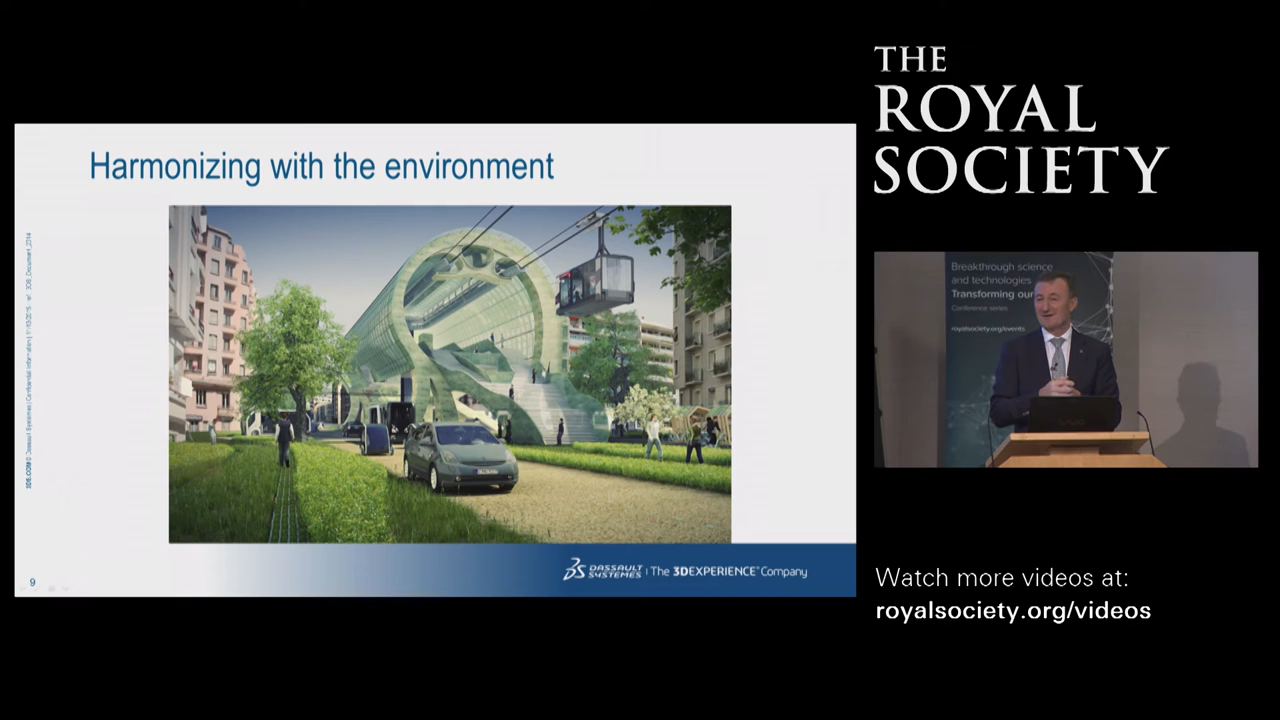 Harmonizing with the environment
9
DASSAULT
SYSTEMES | The 3DEXPERIENCE™ Company
THE
ROYAL
SOCIETY
Breakthrough science
and technologies
Transforming our
Conference series
royalsociety.org/events
Watch more videos at:
royalsociety.org/videos